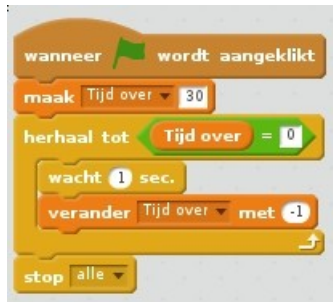 wanneer wordt aangeklikt
maak Tijd over 30
herhaal tot Tijd over = 0
wacht 1 sec.
verander Tijd over met -1
stop alle